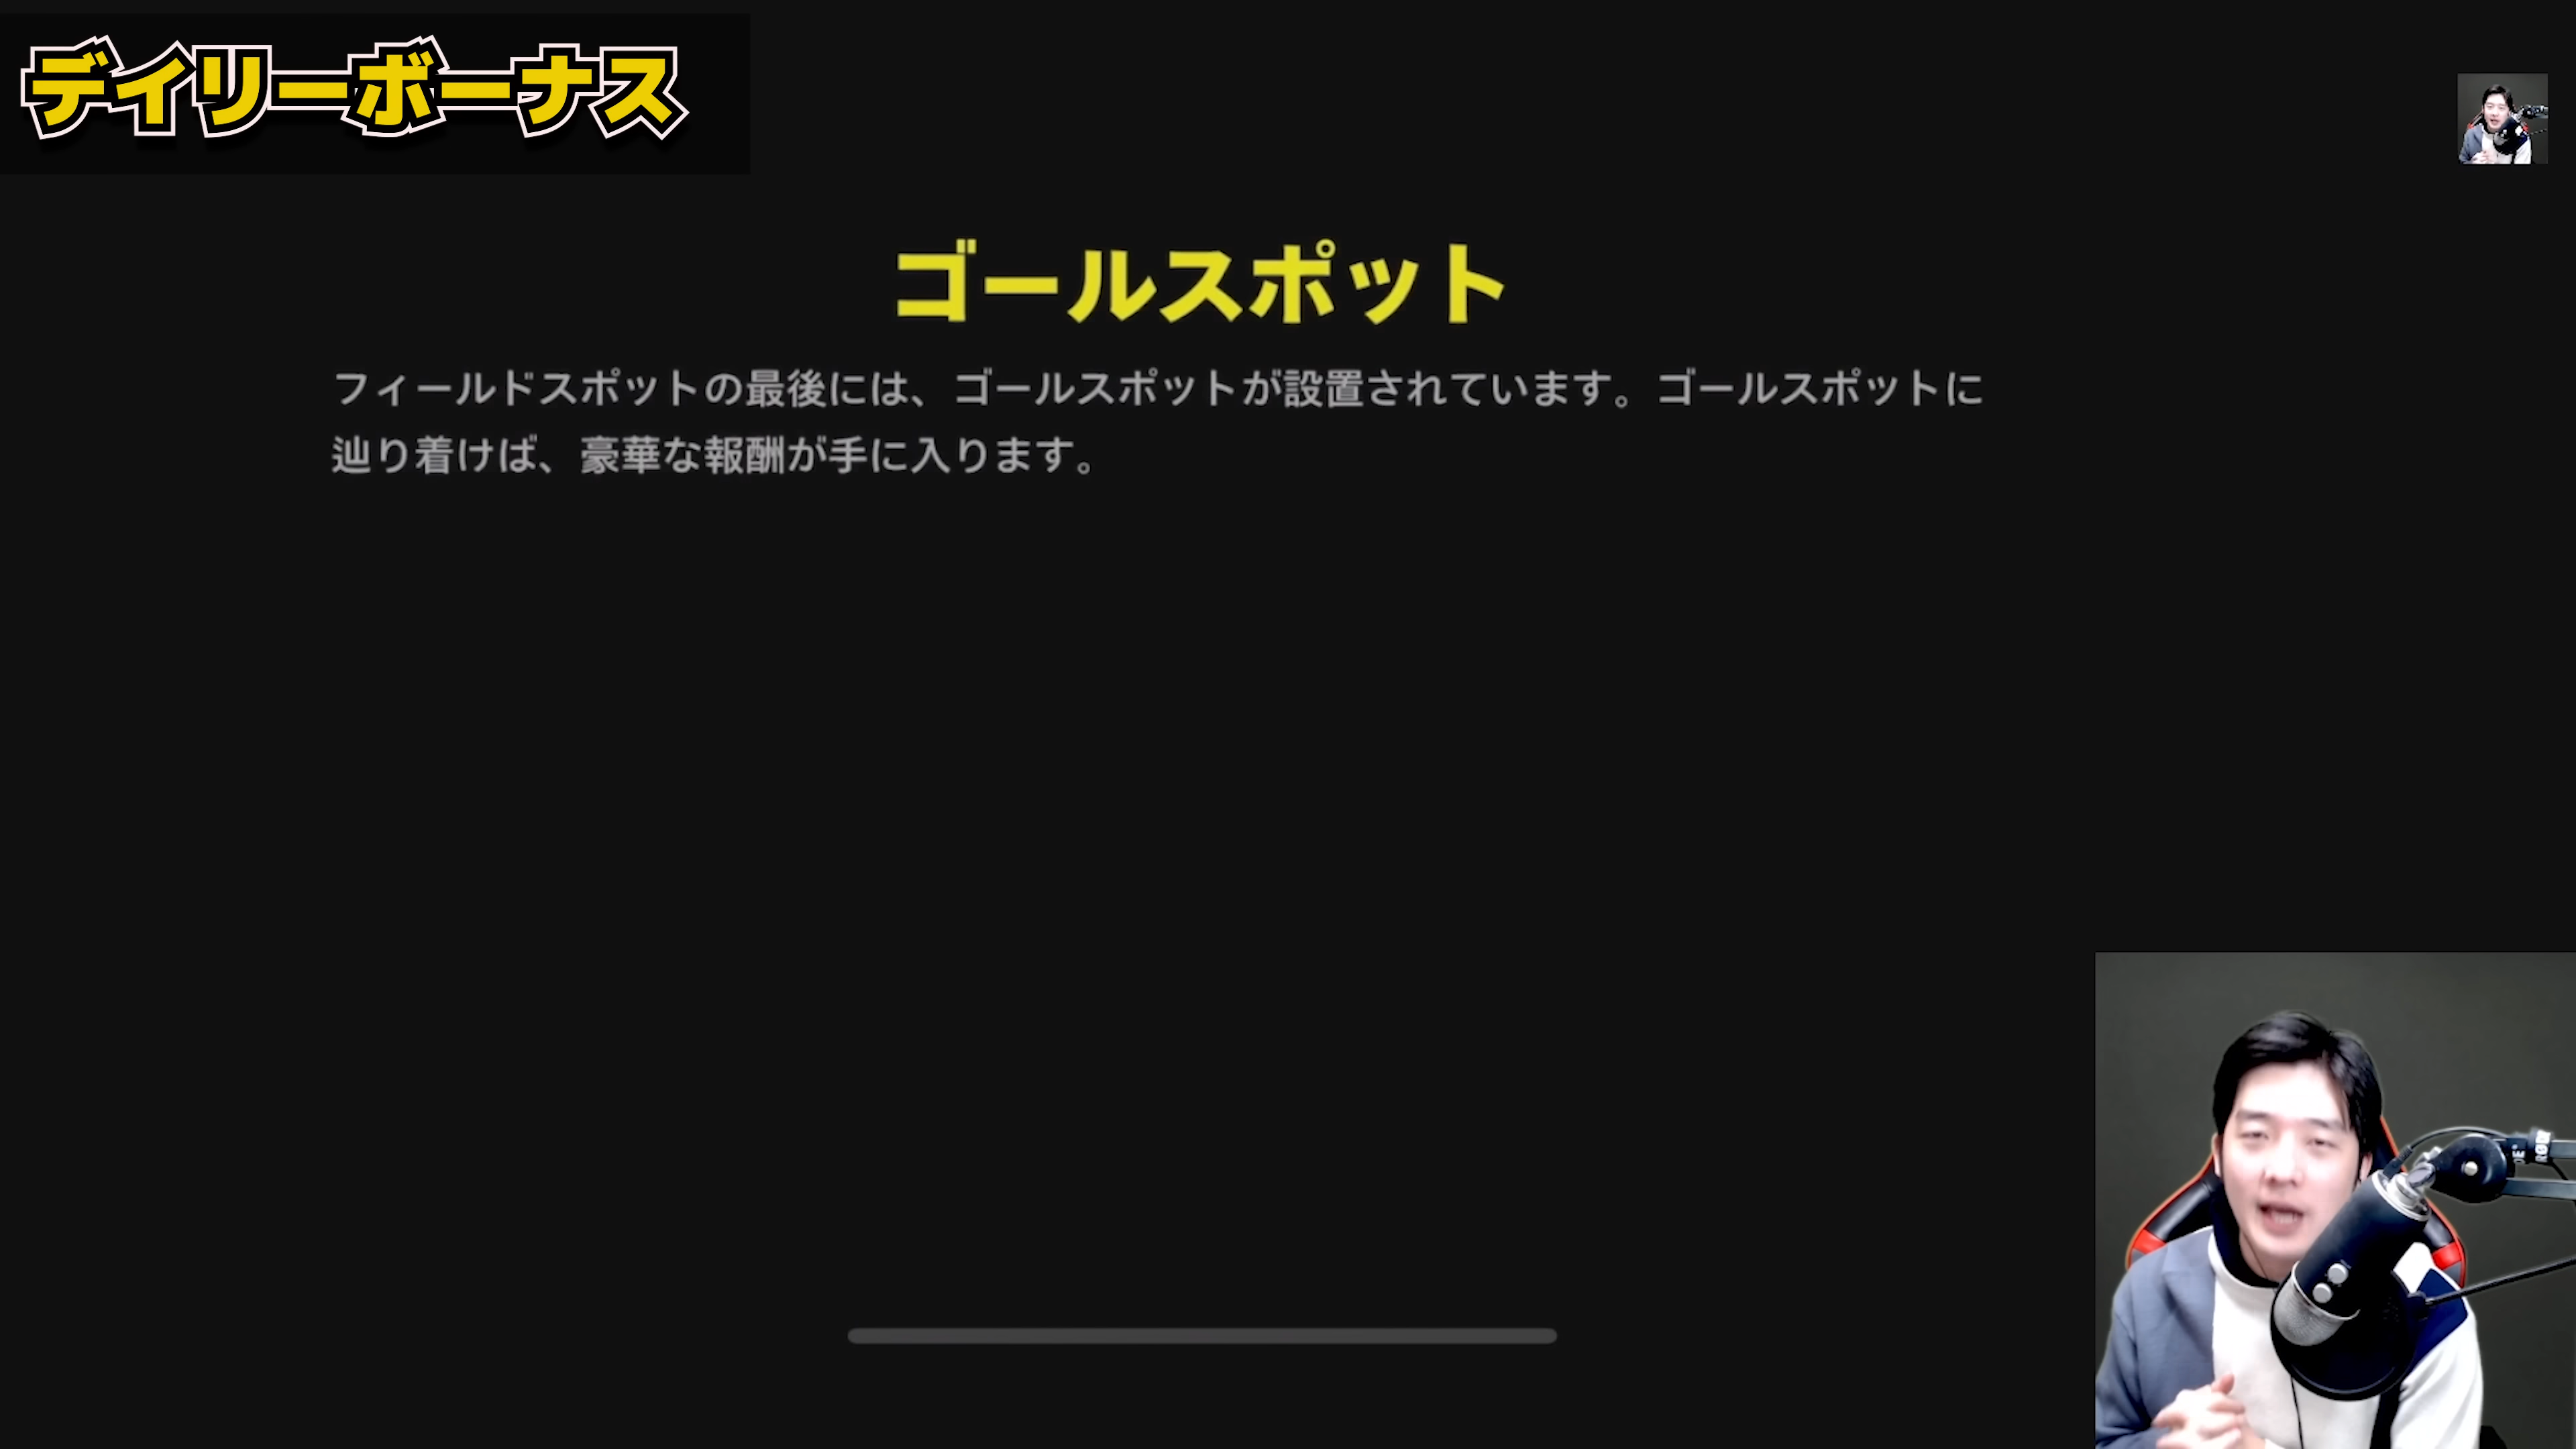 デイリーボーナス
ゴールスポット
フィールドスポットの最後には、ゴールスポットが設置されています。ゴールスポットに
辿り着けば、豪華な報酬が手に入ります。